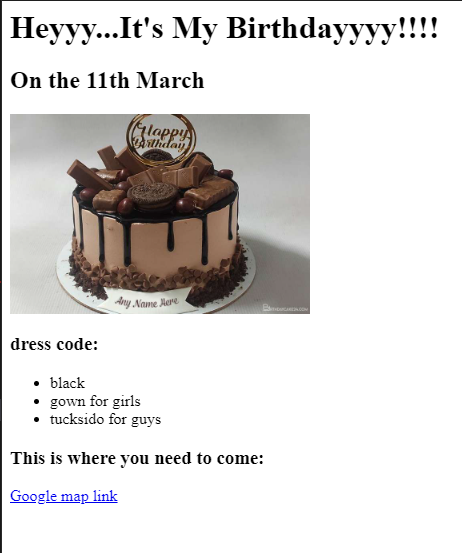 Heyyy...It's My Birthdayyyy!!!!
On the 11th March
Happy
Birthday
Any Name Here
dress code:
black
gown for girls
tucksido for guys
This is where you need to come:
Google map link